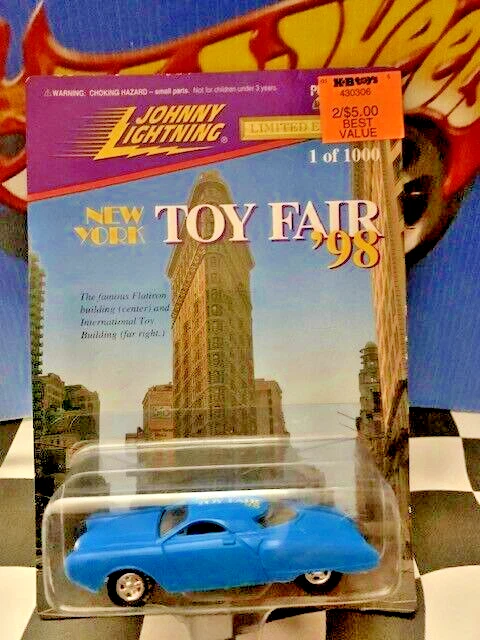 ⚠ WARNING: CHOKING HAZARD – small parts. Not for children under 3 years.
JOHNNY
LIGHTNING
LIMITED
K·B toys
430306
2/$5.00
BEST
VALUE
1 of 1000
NEW
YORK
TOY FAIR
'98
The famous Flatiron
building (center) and
International Toy
Building (far right.)